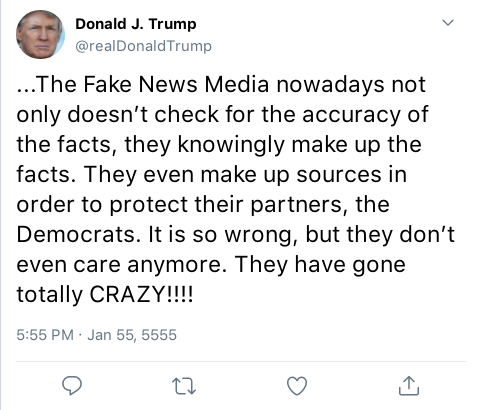 Donald J. Trump
@realDonaldTrump
...The Fake News Media nowadays not
only doesn’t check for the accuracy of
the facts, they knowingly make up the
facts. They even make up sources in
order to protect their partners, the
Democrats. It is so wrong, but they don’t
even care anymore. They have gone
totally CRAZY!!!!
5:55 PM · Jan 55, 5555